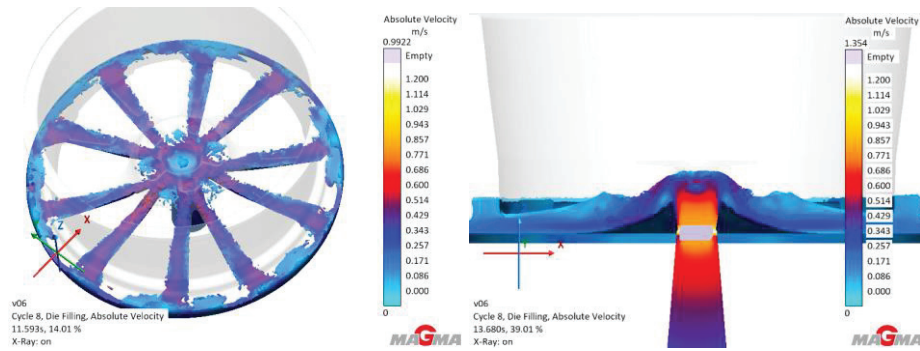 Absolute Velocity
m/s
0.9922
Empty
1.200
1.114
1.029
0.943
0.857
0.771
0.686
0.600
0.514
0.429
0.343
0.257
0.171
0.086
0.000
0
Z
X
v06
Cycle 8, Die Filling, Absolute Velocity
11.593s, 14.01 %
X-Ray: on
MAGMA
Absolute Velocity
m/s
1.354
Empty
1.200
1.114
1.029
0.943
0.857
0.771
0.686
0.600
0.514
0.429
0.343
0.257
0.171
0.086
0.000
0
X
v06
Cycle 8, Die Filling, Absolute Velocity
13.680s, 39.01 %
X-Ray: on
MAGMA